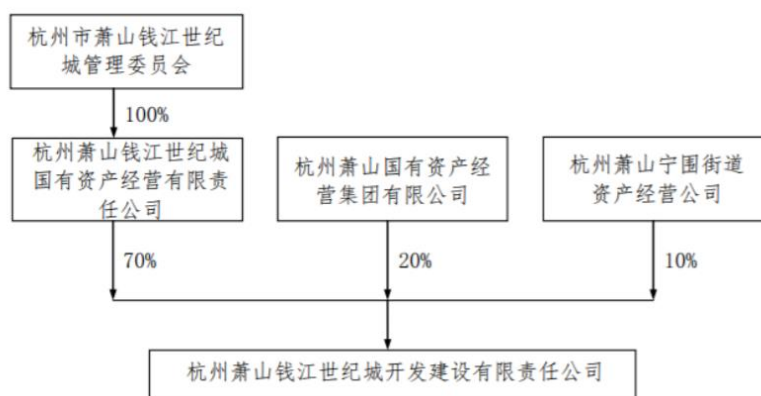 杭州市萧山钱江世纪
城管理委员会
100%
杭州萧山钱江世纪城
国有资产经营有限责
任公司
杭州萧山国有资产经
营集团有限公司
杭州萧山宁围街道
资产经营公司
70%
20%
10%
杭州萧山钱江世纪城开发建设有限责任公司